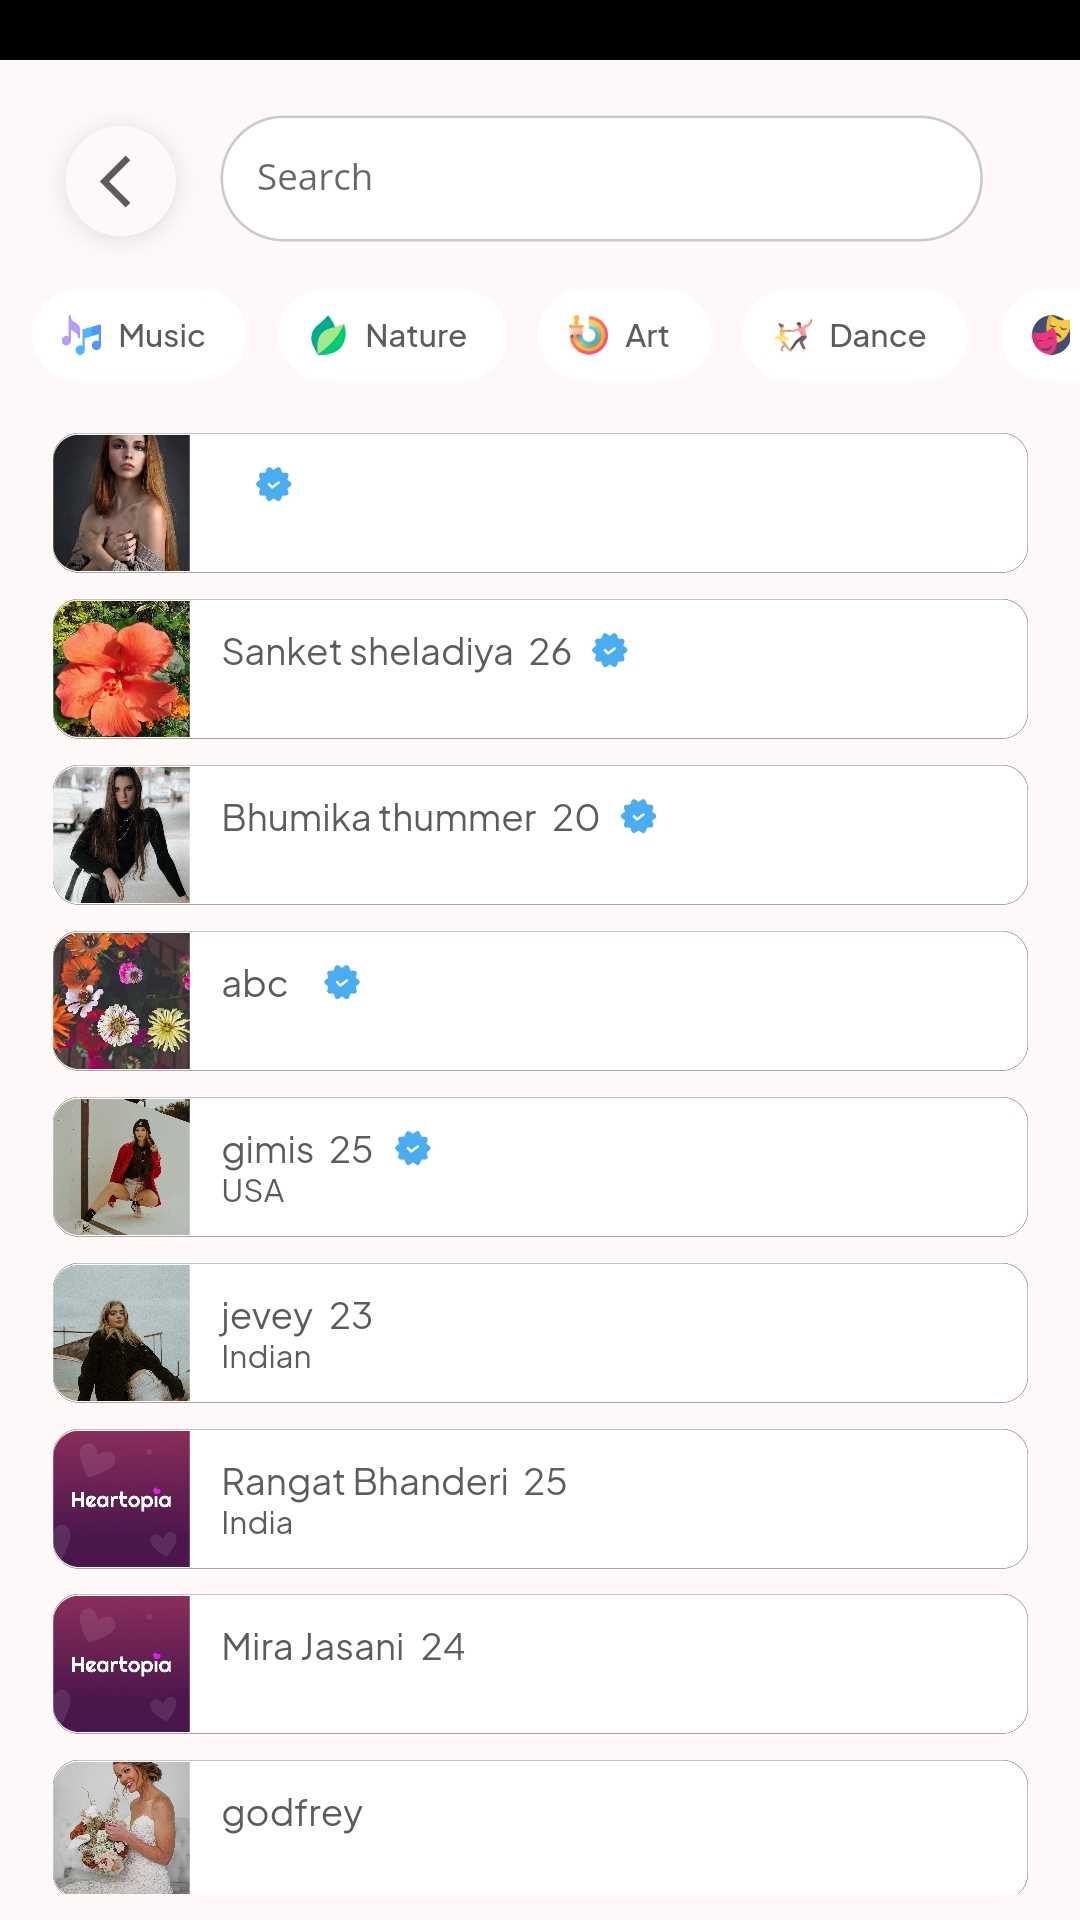 Search
Music Nature Art Dance
Sanket sheladiya 26
Bhumika thummer 20
abc
gimis 25
USA
jevey 23
Indian
Heartopia
Rangat Bhanderi 25
India
Heartopia
Mira Jasani 24
godfrey